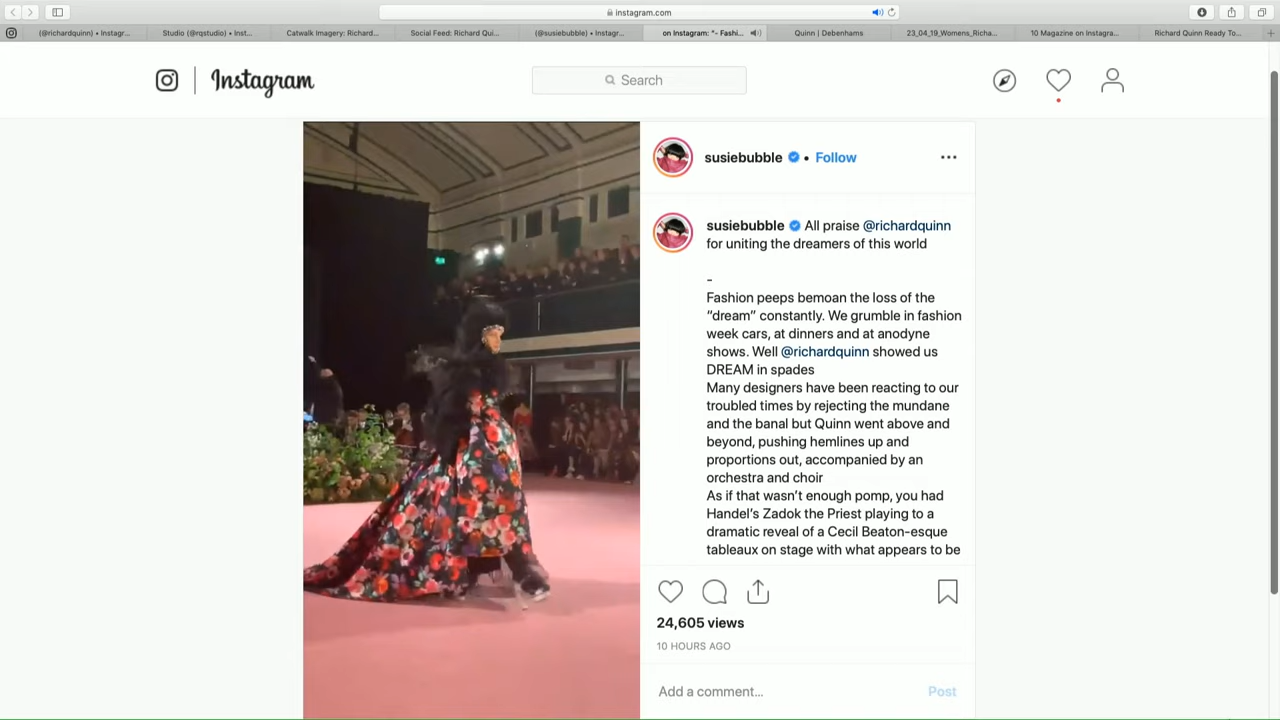 instagram.com
(@richardquinn) • Instagr...
Studio (@rqstudio) • Inst...
Catwalk Imagery: Richard...
Social Feed: Richard Qui...
(@susiebubble) • Instagr...
on Instagram: "- Fashi...
Quinn | Debenhams
23_04_19_Womens_Richa...
10 Magazine on Instagra...
Richard Quinn Ready To...
Instagram
Search
susiebubble • Follow
susiebubble All praise @richardquinn
for uniting the dreamers of this world
-
Fashion peeps bemoan the loss of the
“dream” constantly. We grumble in fashion
week cars, at dinners and at anodyne
shows. Well @richardquinn showed us
DREAM in spades
Many designers have been reacting to our
troubled times by rejecting the mundane
and the banal but Quinn went above and
beyond, pushing hemlines up and
proportions out, accompanied by an
orchestra and choir
As if that wasn’t enough pomp, you had
Handel’s Zadok the Priest playing to a
dramatic reveal of a Cecil Beaton-esque
tableaux on stage with what appears to be
24,605 views
10 HOURS AGO
Add a comment...
Post